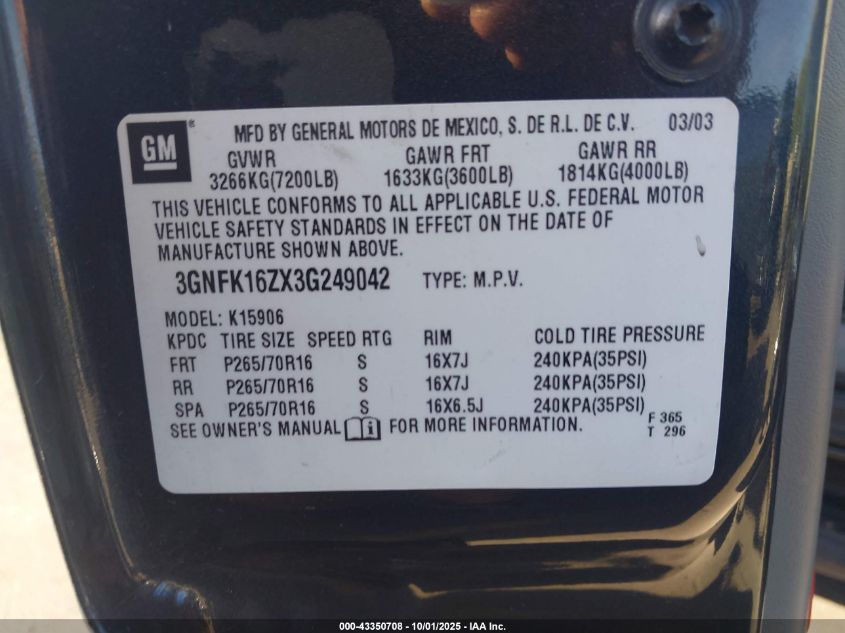 GM ® MFD BY GENERAL MOTORS DE MEXICO, S. DE R.L. DE C.V. 03/03
GVWR GAWR FRT GAWR RR
3266KG(7200LB) 1633KG(3600LB) 1814KG(4000LB)
THIS VEHICLE CONFORMS TO ALL APPLICABLE U.S. FEDERAL MOTOR
VEHICLE SAFETY STANDARDS IN EFFECT ON THE DATE OF
MANUFACTURE SHOWN ABOVE.
3GNFK16ZX3G249042 TYPE: M.P.V.
MODEL: K15906
KPDC TIRE SIZE SPEED RTG RIM COLD TIRE PRESSURE
FRT P265/70R16 S 16X7J 240KPA(35PSI)
RR P265/70R16 S 16X7J 240KPA(35PSI)
SPA P265/70R16 S 16X6.5J 240KPA(35PSI)
SEE OWNER'S MANUAL i FOR MORE INFORMATION.
F 365
T 296
000-43350708 - 10/01/2025 - IAA Inc.